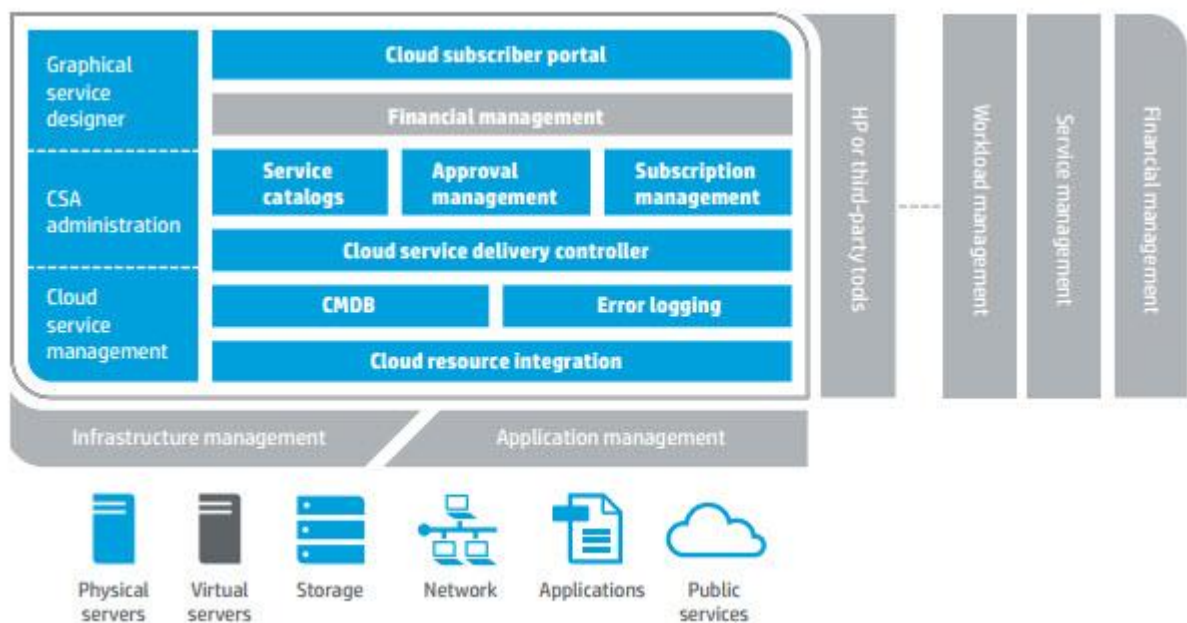 Graphical
service
designer
CSA
administration
Cloud
service
management
Cloud subscriber portal
Financial management
Service
catalogs
Approval
management
Subscription
management
Cloud service delivery controller
CMDB
Error logging
Cloud resource integration
HP or third-party tools
Workload management
Service management
Financial management
Infrastructure management
Application management
Physical
servers
Virtual
servers
Storage
Network
Applications
Public
services